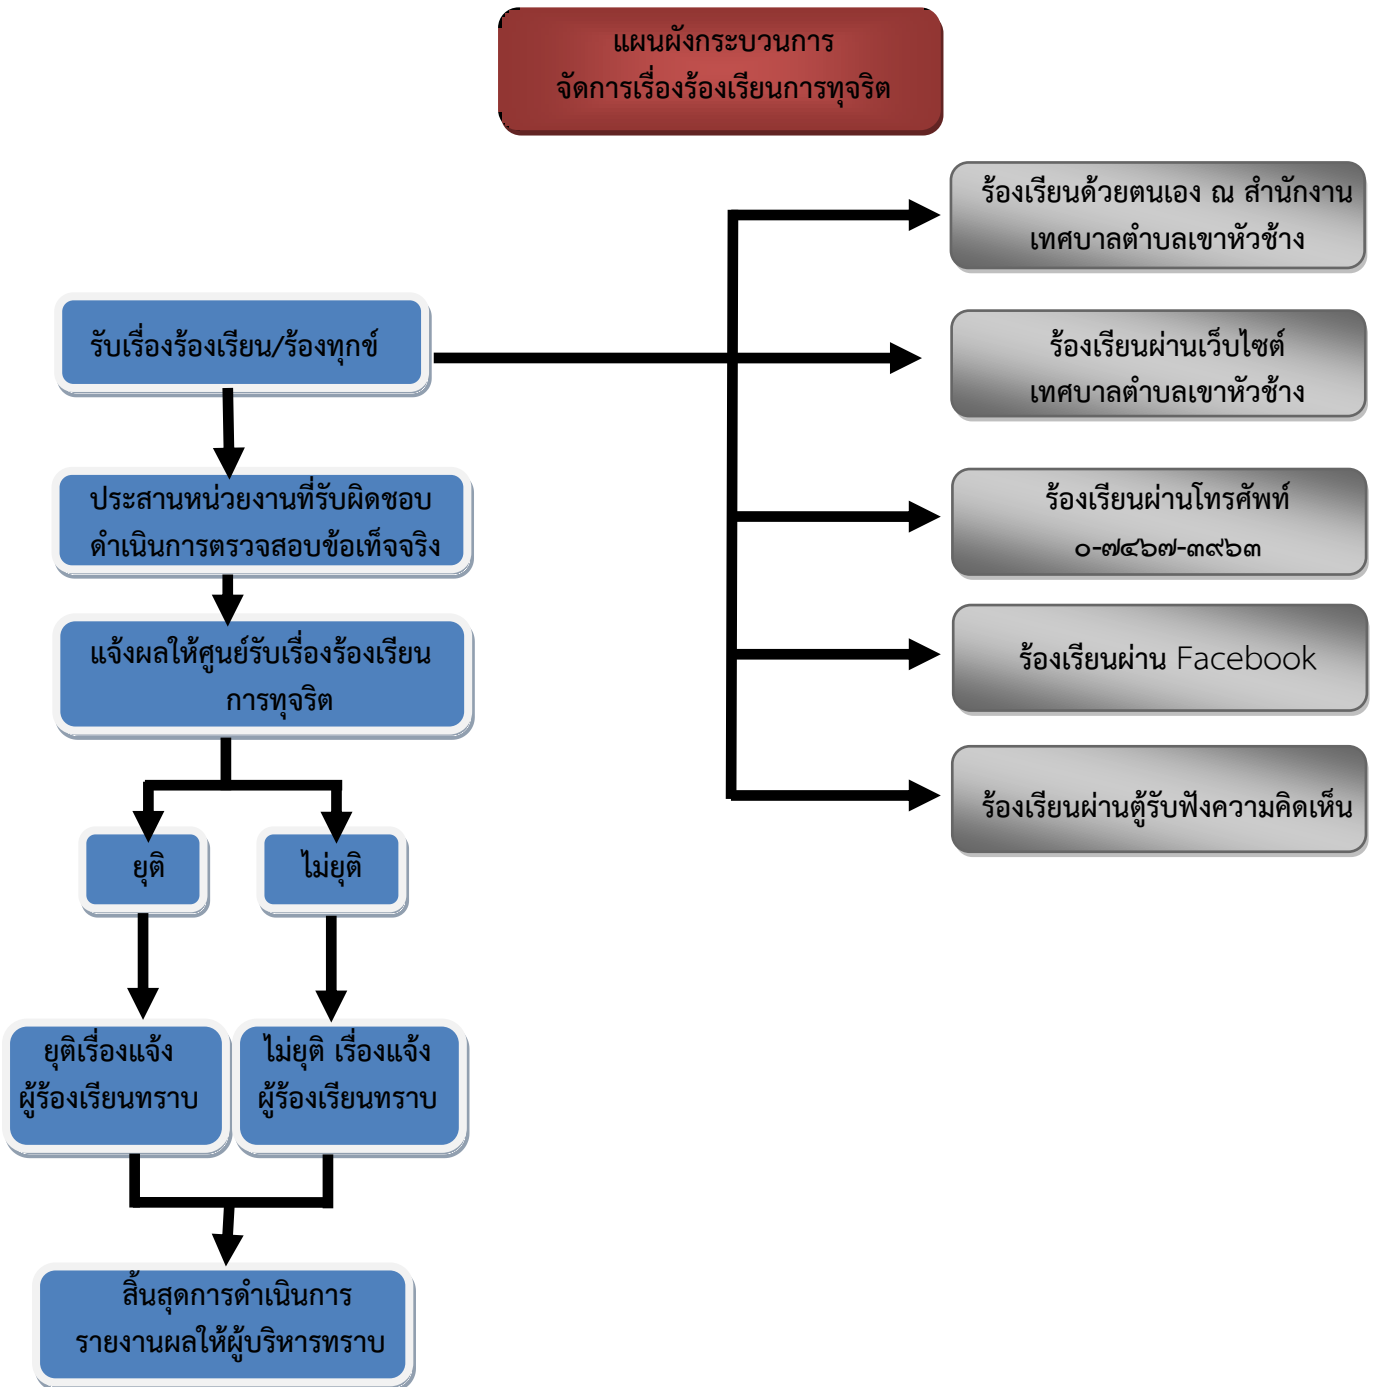 แผนผังกระบวนการ
จัดการเรื่องร้องเรียนการทุจริต
ร้องเรียนด้วยตนเอง ณ สำนักงาน
เทศบาลตำบลเขาหัวช้าง
รับเรื่องร้องเรียน/ร้องทุกข์
ร้องเรียนผ่านเว็บไซต์
เทศบาลตำบลเขาหัวช้าง
ประสานหน่วยงานที่รับผิดชอบ
ดำเนินการตรวจสอบข้อเท็จจริง
ร้องเรียนผ่านโทรศัพท์
๐-๗๔๖๗-๓๙๖๓
แจ้งผลให้ศูนย์รับเรื่องร้องเรียน
การทุจริต
ร้องเรียนผ่าน Facebook
ร้องเรียนผ่านตู้รับฟังความคิดเห็น
ยุติ
ไม่ยุติ
ยุติเรื่องแจ้ง
ผู้ร้องเรียนทราบ
ไม่ยุติ เรื่องแจ้ง
ผู้ร้องเรียนทราบ
สิ้นสุดการดำเนินการ
รายงานผลให้ผู้บริหารทราบ